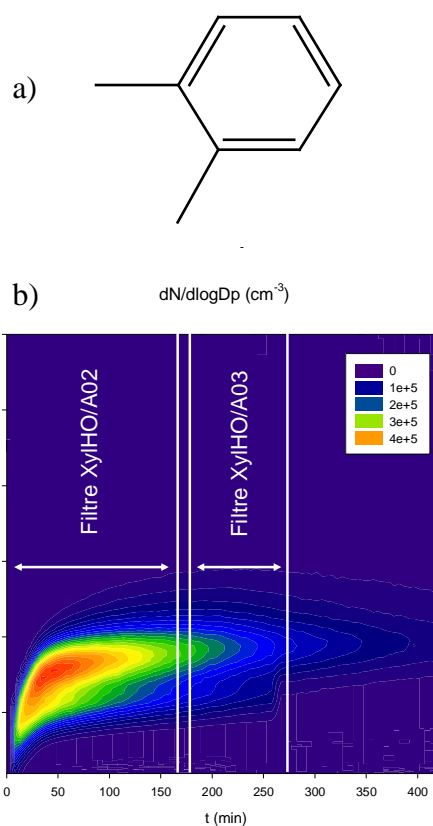 a)
b)
dN/dlogDp (cm-3)
Filtre XylHO/A02
Filtre XylHO/A03
0
1e+5
2e+5
3e+5
4e+5
0 50 100 150 200 250 300 350 400
t (min)